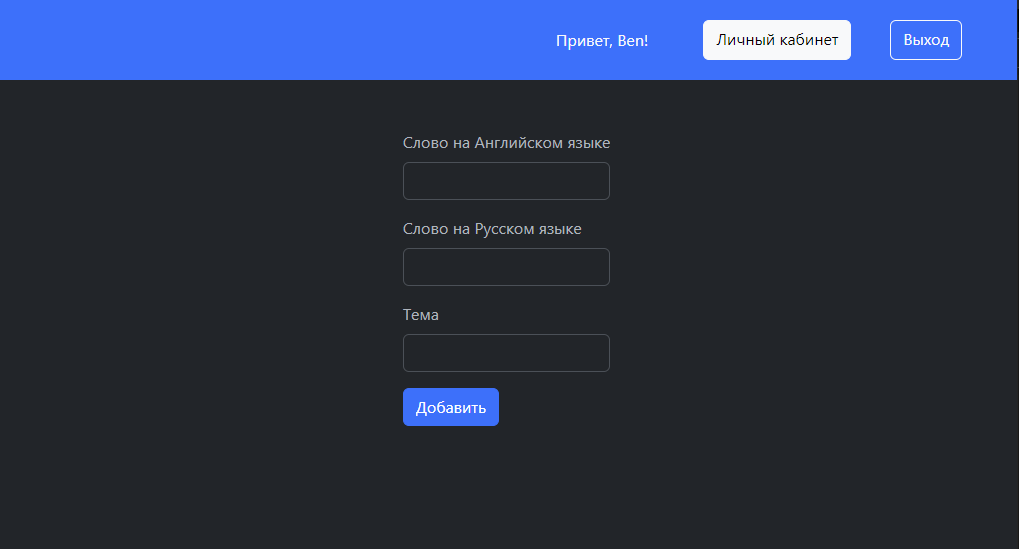 Привет, Ben! Личный кабинет Выход
Слово на Английском языке
Слово на Русском языке
Тема
Добавить